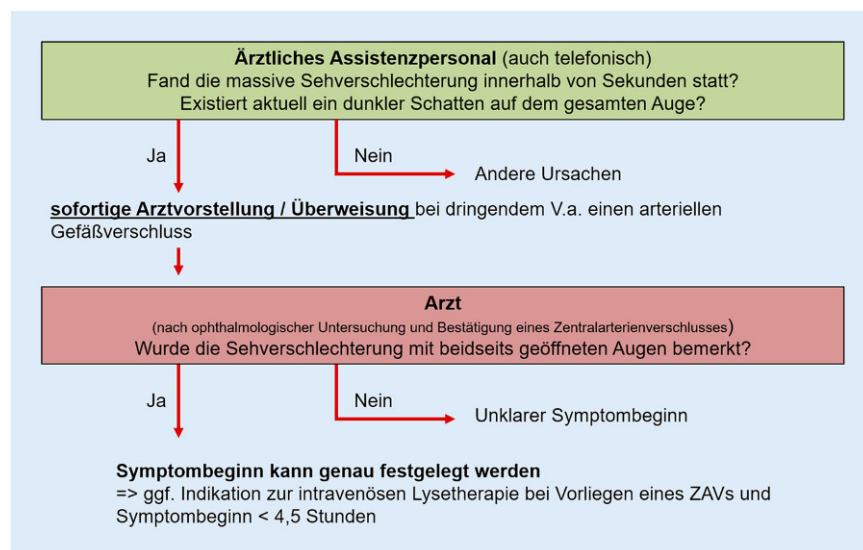 Ärztliches Assistenzpersonal (auch telefonisch)
Fand die massive Sehverschlechterung innerhalb von Sekunden statt?
Existiert aktuell ein dunkler Schatten auf dem gesamten Auge?
Ja
Nein
Andere Ursachen
sofortige Arztvorstellung / Überweisung bei dringendem V.a. einen arteriellen
Gefäßverschluss
Arzt
(nach ophthalmologischer Untersuchung und Bestätigung eines Zentralarterienverschlusses)
Wurde die Sehverschlechterung mit beidseits geöffneten Augen bemerkt?
Ja
Nein
Unklarer Symptombeginn
Symptombeginn kann genau festgelegt werden
=> ggf. Indikation zur intravenösen Lysetherapie bei Vorliegen eines ZAVs und
Symptombeginn < 4,5 Stunden